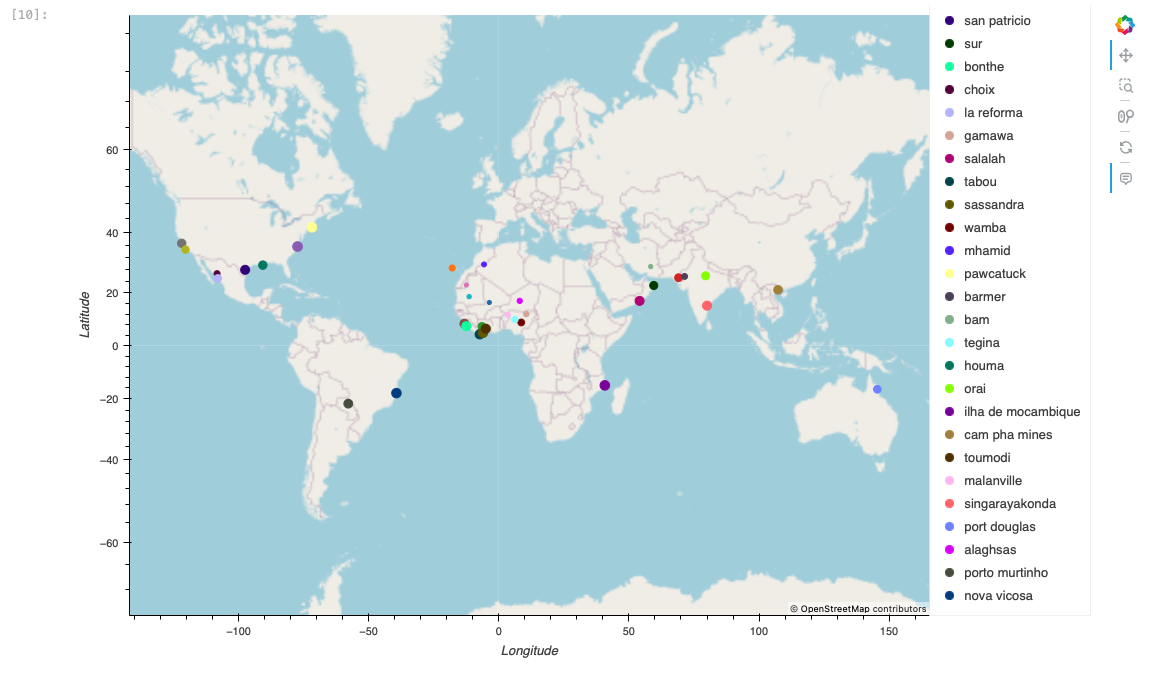 [10]:
60
40
20
0
−20
−40
−60
Latitude
−100
−50
0
50
100
150
Longitude
© OpenStreetMap contributors
san patricio
sur
bonthe
choix
la reforma
gamawa
salalah
tabou
sassandra
wamba
mhamid
pawcatuck
barmer
bam
tegina
houma
orai
ilha de mocambique
cam pha mines
toumodi
malanville
singarayakonda
port douglas
alaghsas
porto murtinho
nova vicosa